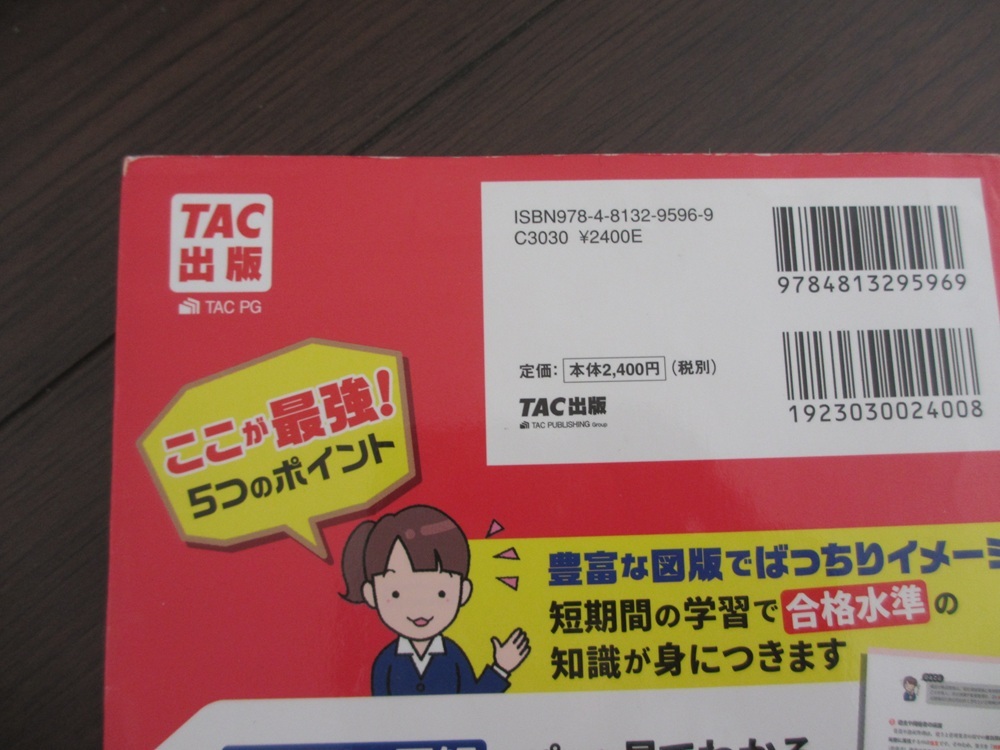 TAC
出版
TAC PG
ISBN978-4-8132-9596-9
C3030 ¥2400E
9784813295969
定価: 本体2,400円 (税別)
TAC出版
TAC PUBLISHING Group
1923030024008
ここが最強!
5つのポイント
豊富な図版でばっちりイメー
短期間の学習で合格水準の
知識が身につきます